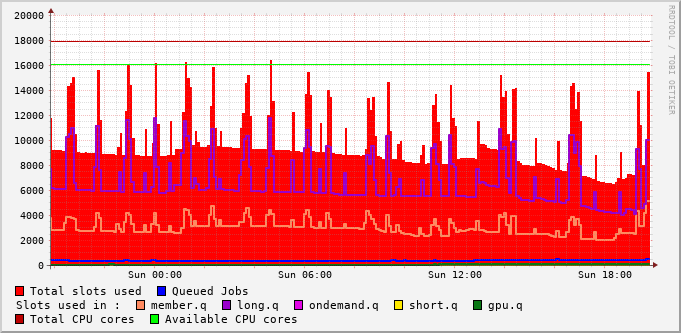 20000
18000
16000
14000
12000
10000
8000
6000
4000
2000
0
Sun 00:00 Sun 06:00 Sun 12:00 Sun 18:00
RRDTOOL / TOBI OETIKER
Total slots used Queued Jobs
Slots used in : member.q long.q ondemand.q short.q gpu.q
Total CPU cores Available CPU cores